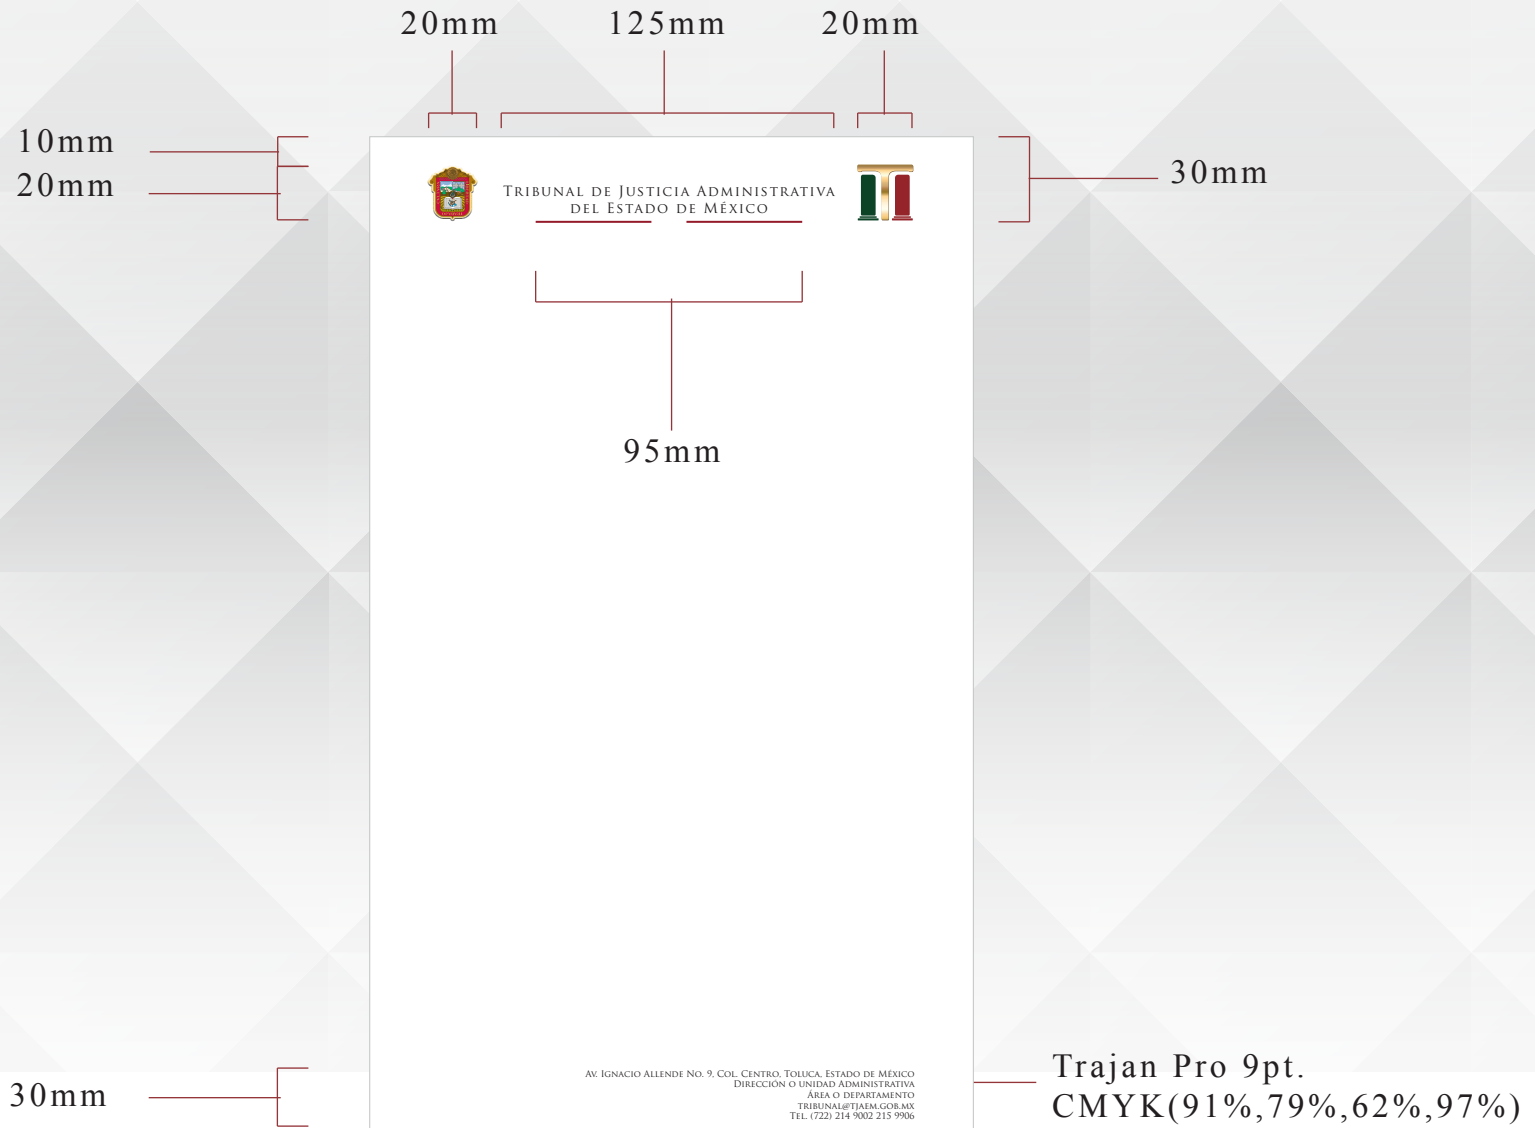 20mm 125mm 20mm
10mm
20mm
30mm
TRIBUNAL DE JUSTICIA ADMINISTRATIVA
DEL ESTADO DE MÉXICO
95mm
AV. IGNACIO ALLENDE NO. 9, COL. CENTRO, TOLUCA, ESTADO DE MÉXICO
DIRECCIÓN O UNIDAD ADMINISTRATIVA
ÁREA O DEPARTAMENTO
TRIBUNAL@TJAEM.GOB.MX
TEL. (722) 214 9002 215 9906
30mm
Trajan Pro 9pt.
CMYK(91%,79%,62%,97%)